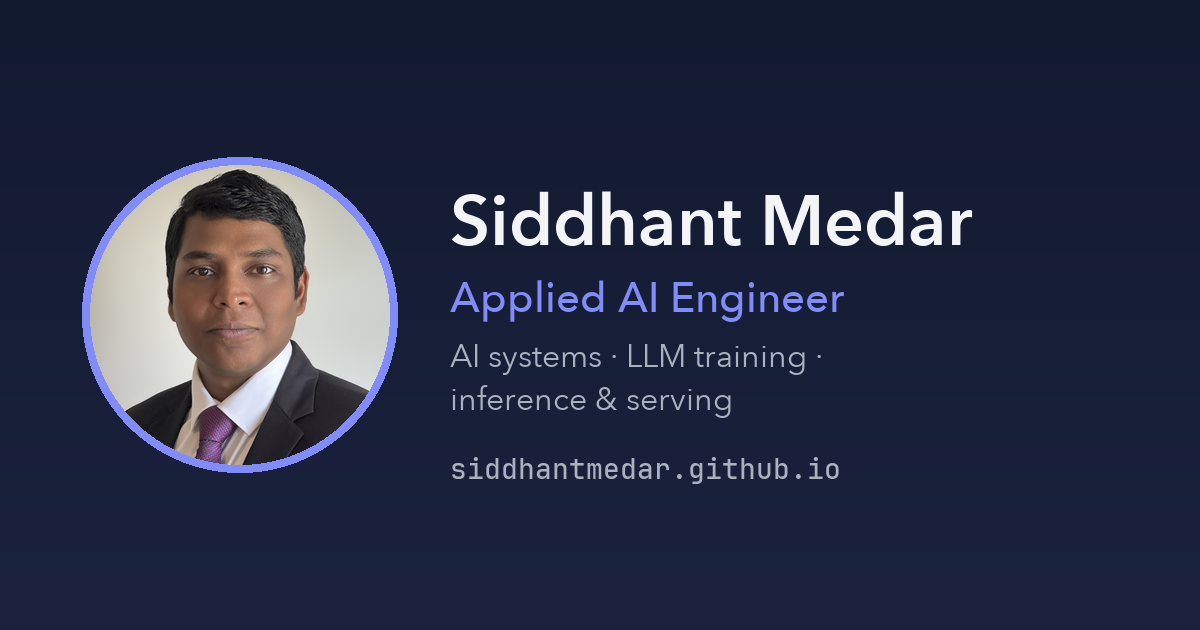 Siddhant Medar
Applied AI Engineer
AI systems · LLM training ·
inference & serving
siddhantmedar.github.io